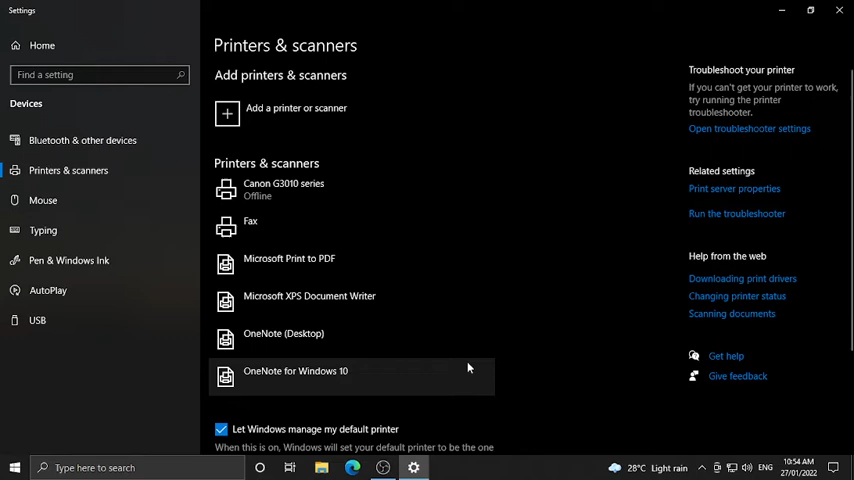 Settings
Home
Find a setting
Devices
Bluetooth & other devices
Printers & scanners
Mouse
Typing
Pen & Windows Ink
AutoPlay
USB
Printers & scanners
Add printers & scanners
Add a printer or scanner
Printers & scanners
Canon G3010 series
Offline
Fax
Microsoft Print to PDF
Microsoft XPS Document Writer
OneNote (Desktop)
OneNote for Windows 10
Let Windows manage my default printer
When this is on, Windows will set your default printer to be the one
Troubleshoot your printer
If you can't get your printer to work,
try running the printer
troubleshooter.
Open troubleshooter settings
Related settings
Print server properties
Run the troubleshooter
Help from the web
Downloading print drivers
Changing printer status
Scanning documents
Get help
Give feedback
Type here to search
28°C Light rain
ENG
10:54 AM
27/01/2022